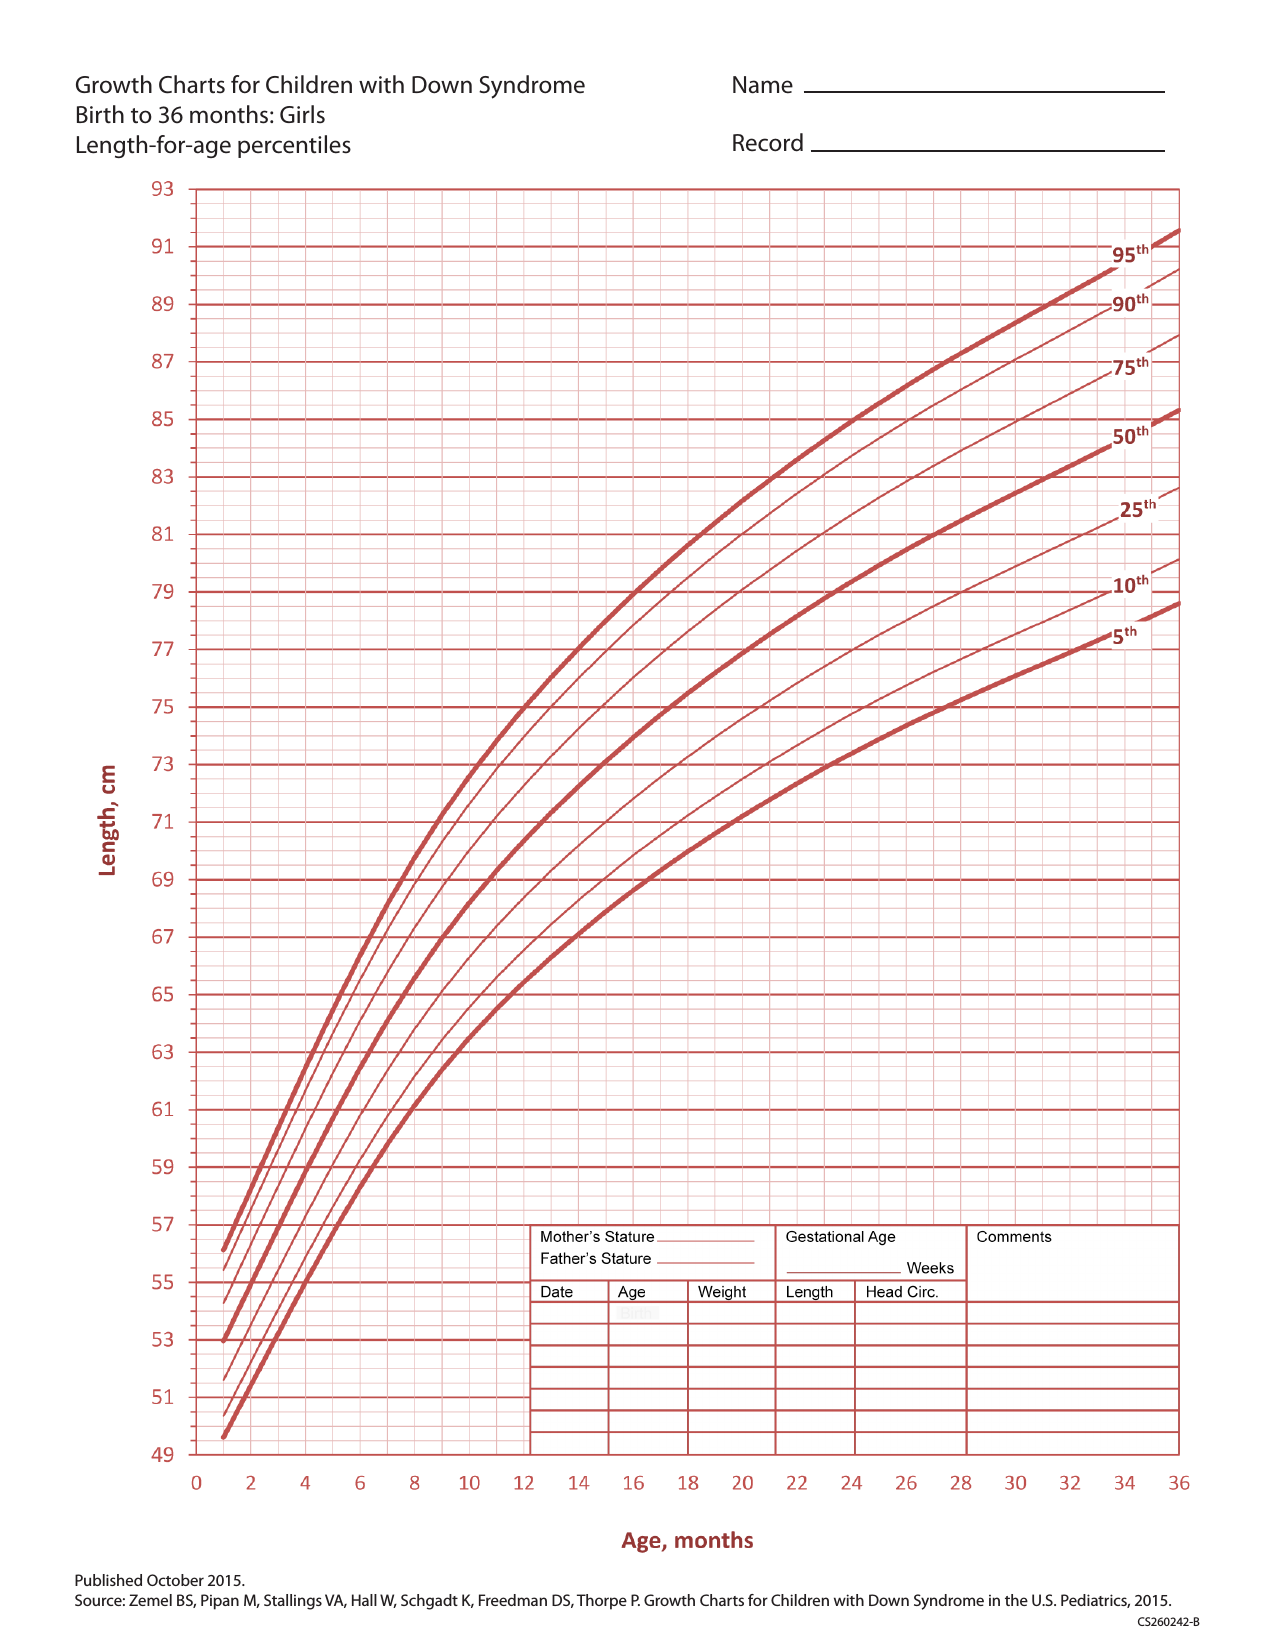 Growth Charts for Children with Down Syndrome
Birth to 36 months: Girls
Length-for-age percentiles
Name
Record
93
91
89
87
85
83
81
79
77
75
73
71
69
67
65
63
61
59
57
55
53
51
49
Length, cm
95th
90th
75th
50th
25th
10th
5th
Mother's Stature
Father's Stature
Gestational Age
Weeks
Comments
Date Age Weight Length Head Circ.
Birth
0 2 4 6 8 10 12 14 16 18 20 22 24 26 28 30 32 34 36
Age, months
Published October 2015.
Source: Zemel BS, Pipan M, Stallings VA, Hall W, Schgadt K, Freedman DS, Thorpe P. Growth Charts for Children with Down Syndrome in the U.S. Pediatrics, 2015.
CS260242-B